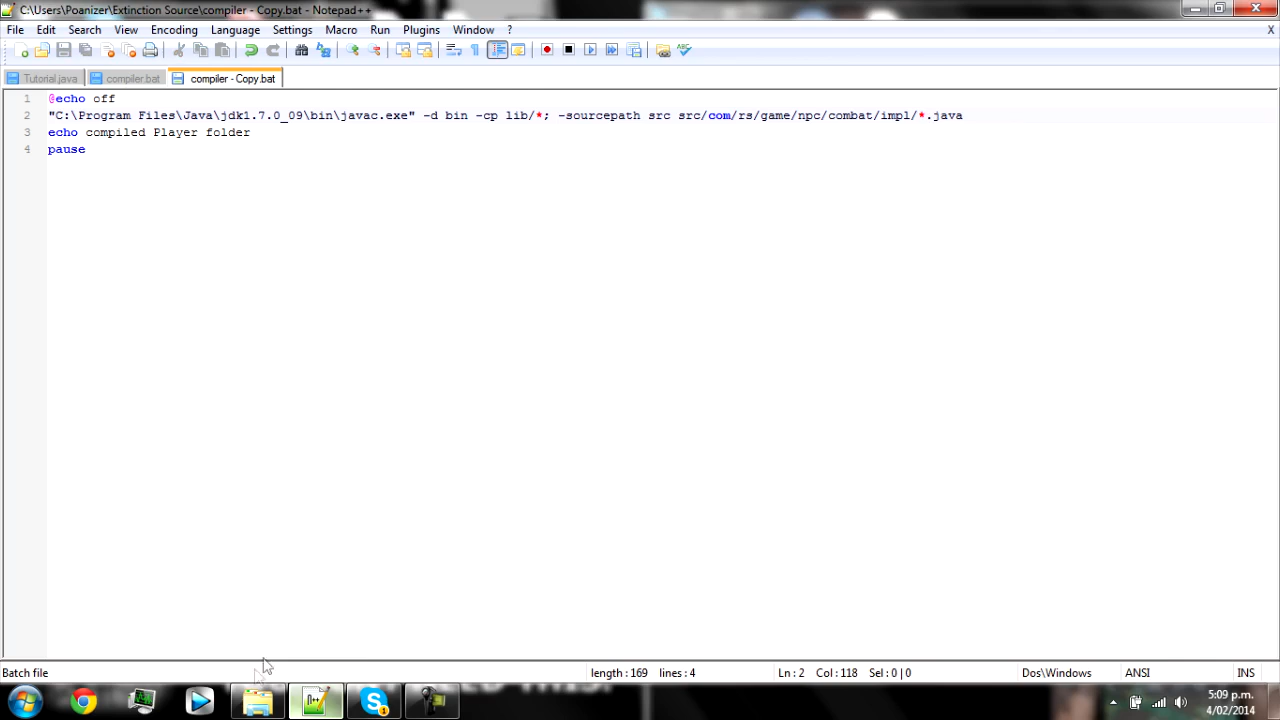 C:\Users\Poanizer\Extinction Source\compiler - Copy.bat - Notepad++
File Edit Search View Encoding Language Settings Macro Run Plugins Window ? X
Tutorial.java compiler.bat compiler - Copy.bat
1 @echo off
2 "C:\Program Files\Java\jdk1.7.0_09\bin\javac.exe" -d bin -cp lib/*; -sourcepath src src/com/rs/game/npc/combat/impl/*.java
3 echo compiled Player folder
4 pause
Batch file length : 169 lines : 4 Ln : 2 Col : 118 Sel : 0 | 0 Dos\Windows ANSI INS
5:09 p.m.
4/02/2014